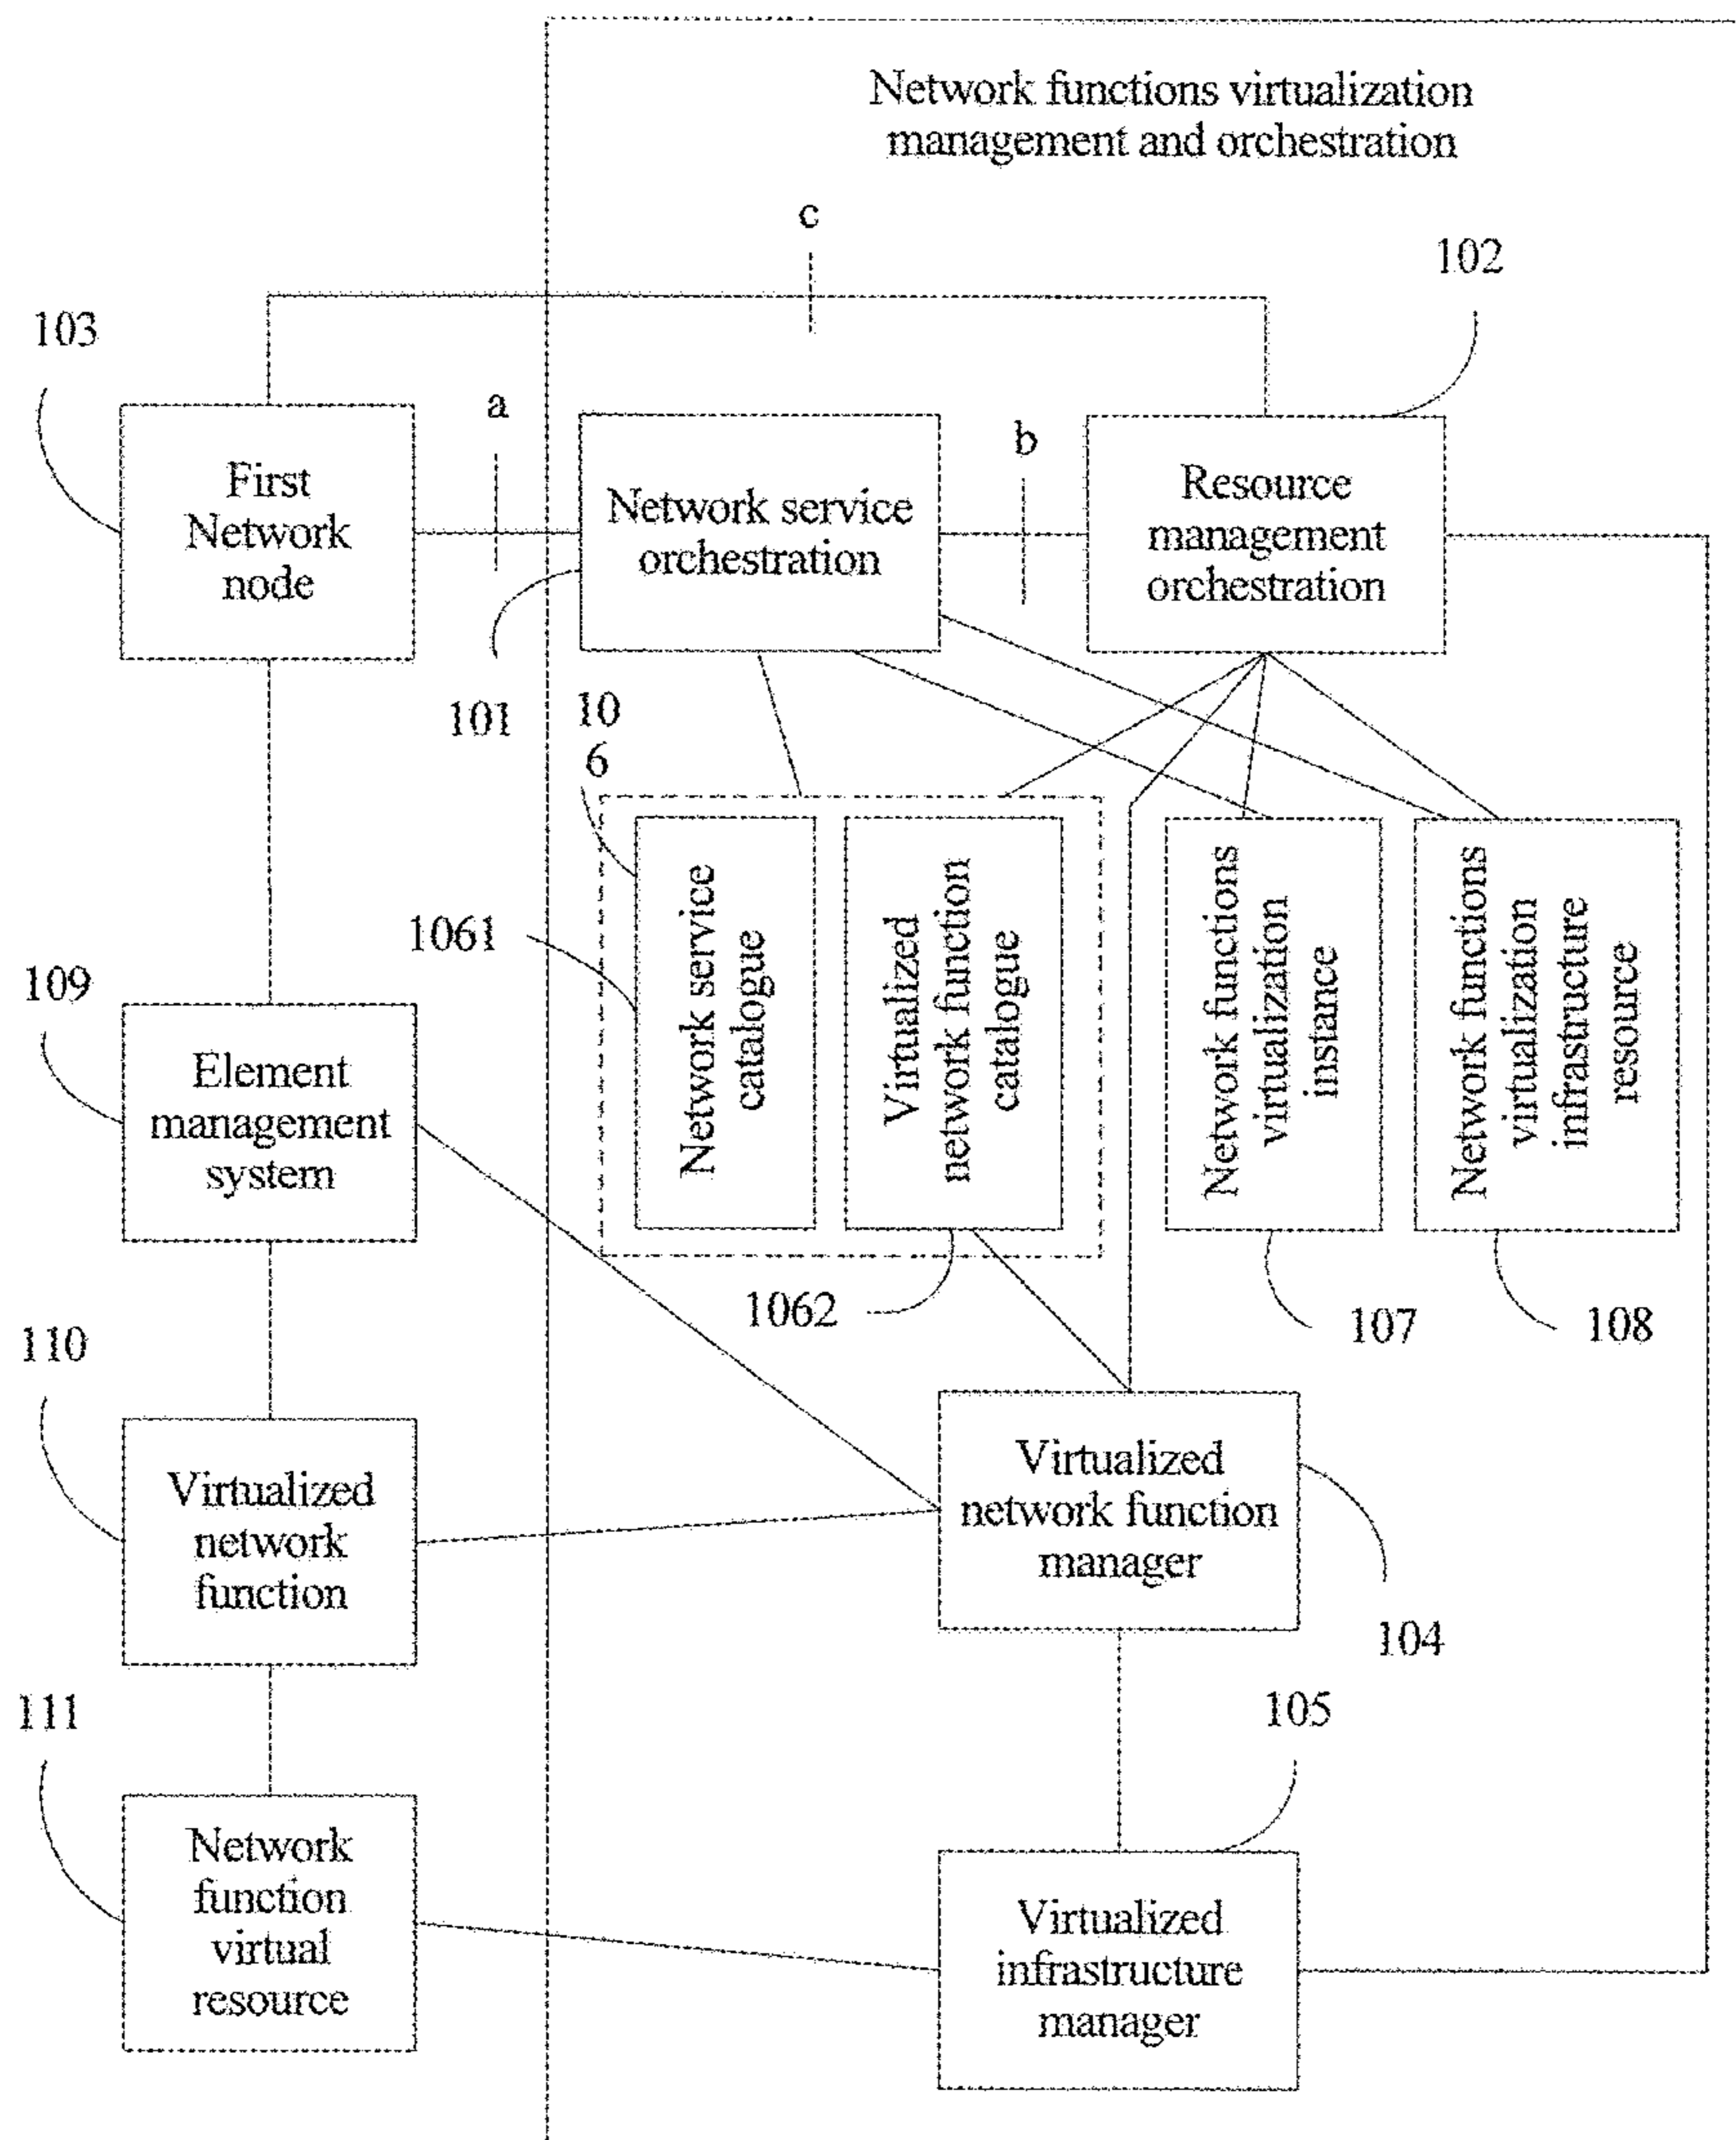 Network functions virtualization
management and orchestration
c
102
103
a
b
First
Network
node
Network service
orchestration
Resource
management
orchestration
101
10
6
1061
109
Network service
catalogue
Virtualized
network function
catalogue
Network functions
virtualization
instance
Network functions
virtualization
infrastructure
resource
Element
management
system
1062
107
108
110
Virtualized
network
function
Virtualized
network function
manager
104
111
105
Network
function
virtual
resource
Virtualized
infrastructure
manager